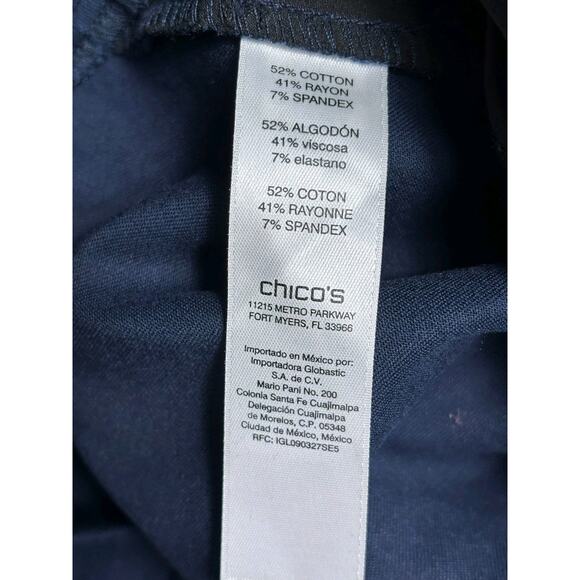 52% COTTON
41% RAYON
7% SPANDEX
52% ALGODÓN
41% viscosa
7% elastano
52% COTON
41% RAYONNE
7% SPANDEX
chico's
11215 METRO PARKWAY
FORT MYERS, FL 33966
Importado en México por:
Importadora Globastic
S.A. de C.V.
Mario Pani No. 200
Colonia Santa Fe Cuajimalpa
Delegación Cuajimalpa
de Morelos, C.P. 05348
Ciudad de México, México
RFC: IGL090327SE5